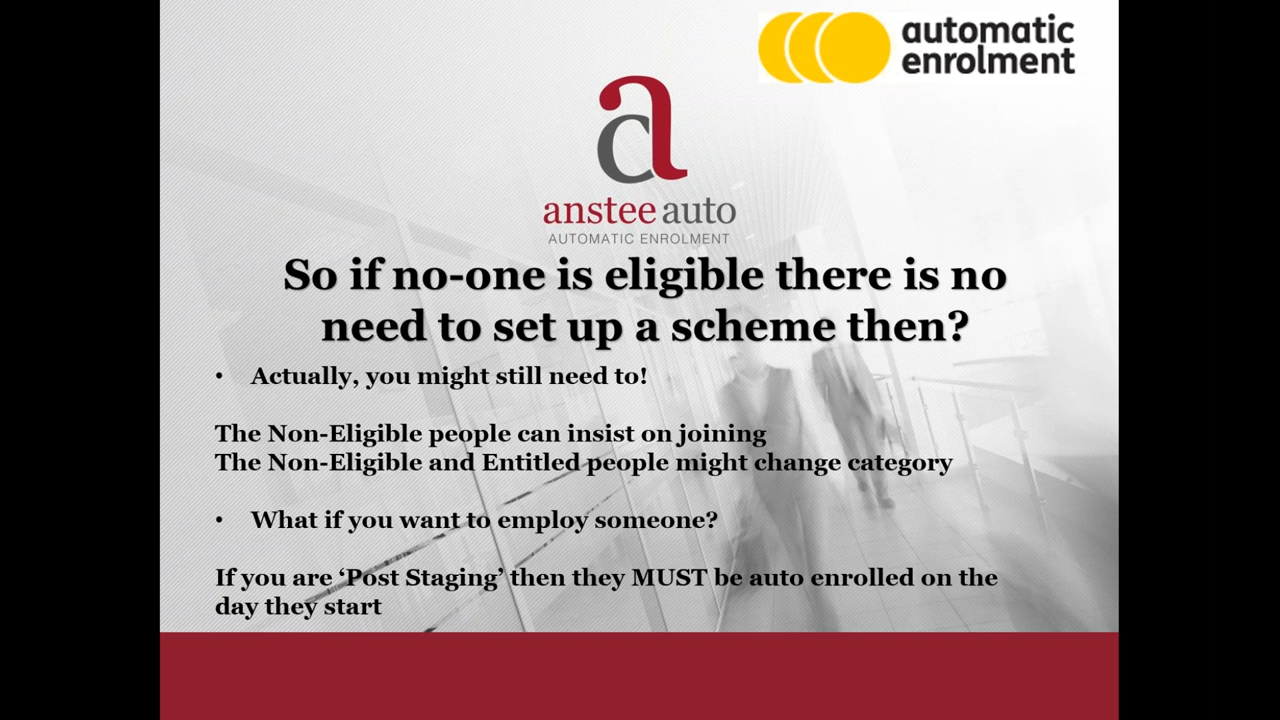 automatic
enrolment
anstee auto
AUTOMATIC ENROLMENT
So if no-one is eligible there is no
need to set up a scheme then?
• Actually, you might still need to!
The Non-Eligible people can insist on joining
The Non-Eligible and Entitled people might change category
• What if you want to employ someone?
If you are ‘Post Staging’ then they MUST be auto enrolled on the
day they start